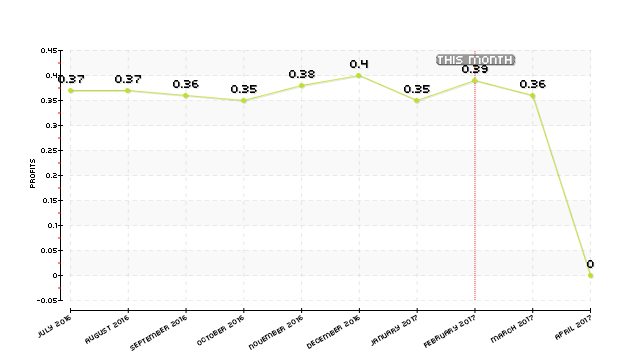 THIS MONTH
0.45
0.4
0.35
0.3
0.25
0.2
0.15
0.1
0.05
0
-0.05
PROFITS
0.37
0.37
0.36
0.35
0.38
0.4
0.35
0.39
0.36
0
JULY 2016
AUGUST 2016
SEPTEMBER 2016
OCTOBER 2016
NOVEMBER 2016
DECEMBER 2016
JANUARY 2017
FEBRUARY 2017
MARCH 2017
APRIL 2017